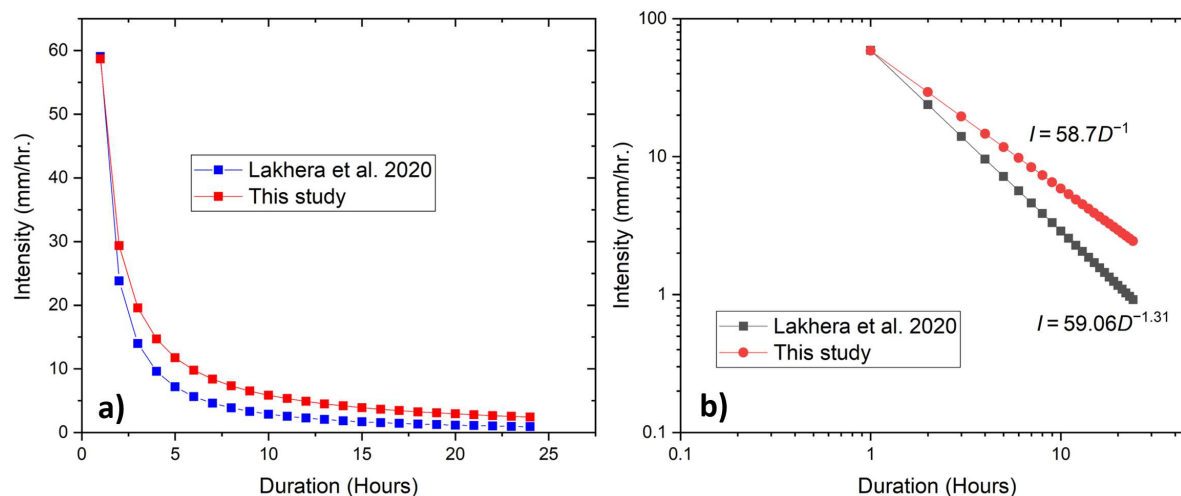 60
50
40
30
20
10
0
Intensity (mm/hr.)
Lakhera et al. 2020
This study
a)
0
5
10
15
20
25
Duration (Hours)
100
10
1
0.1
Intensity (mm/hr.)
I = 58.7D⁻¹
I = 59.06D⁻¹·³¹
Lakhera et al. 2020
This study
b)
0.1
1
10
Duration (Hours)